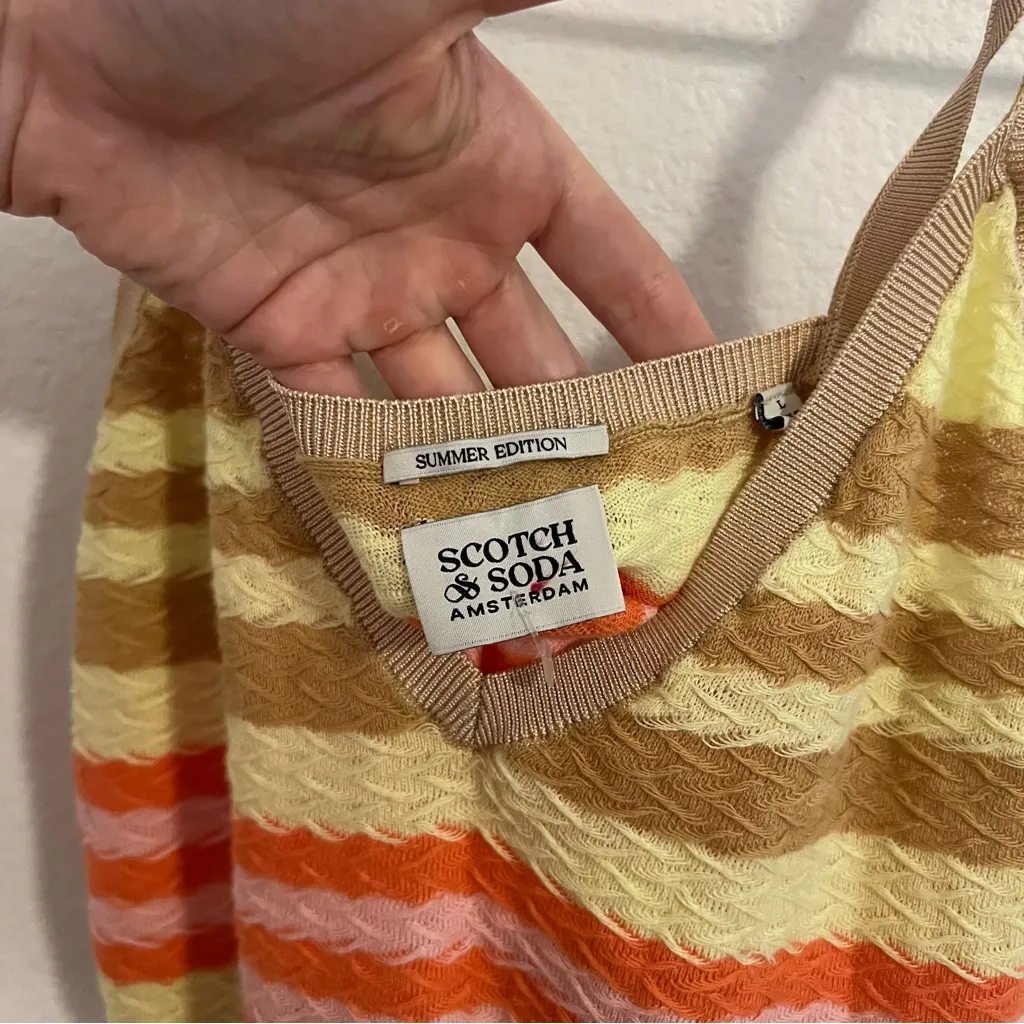 SUMMER EDITION
L
SCOTCH
& SODA
AMSTERDAM